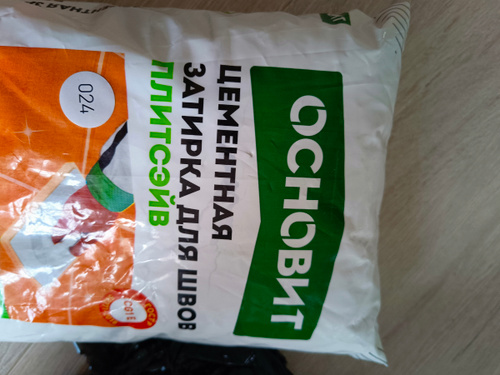 ОСНОВИТ
ЦЕМЕНТНАЯ
ЗАТИРКА ДЛЯ ШВОВ
ПЛИТСЭЙВ
024